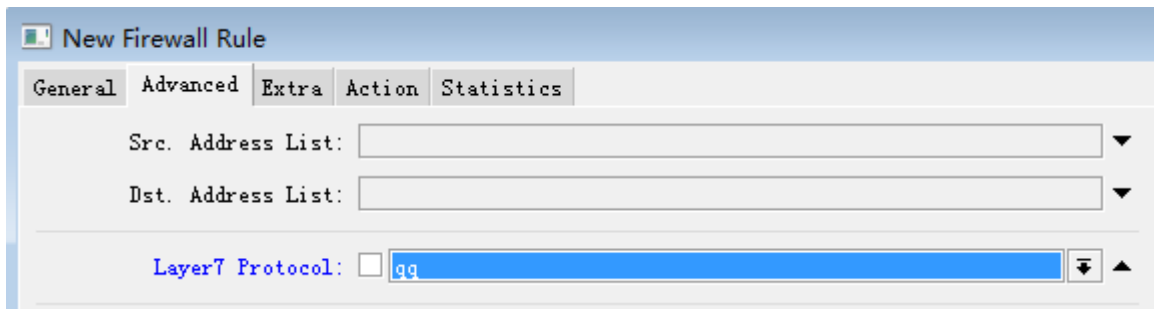 New Firewall Rule
General Advanced Extra Action Statistics
Src. Address List:
Dst. Address List:
Layer7 Protocol: qq